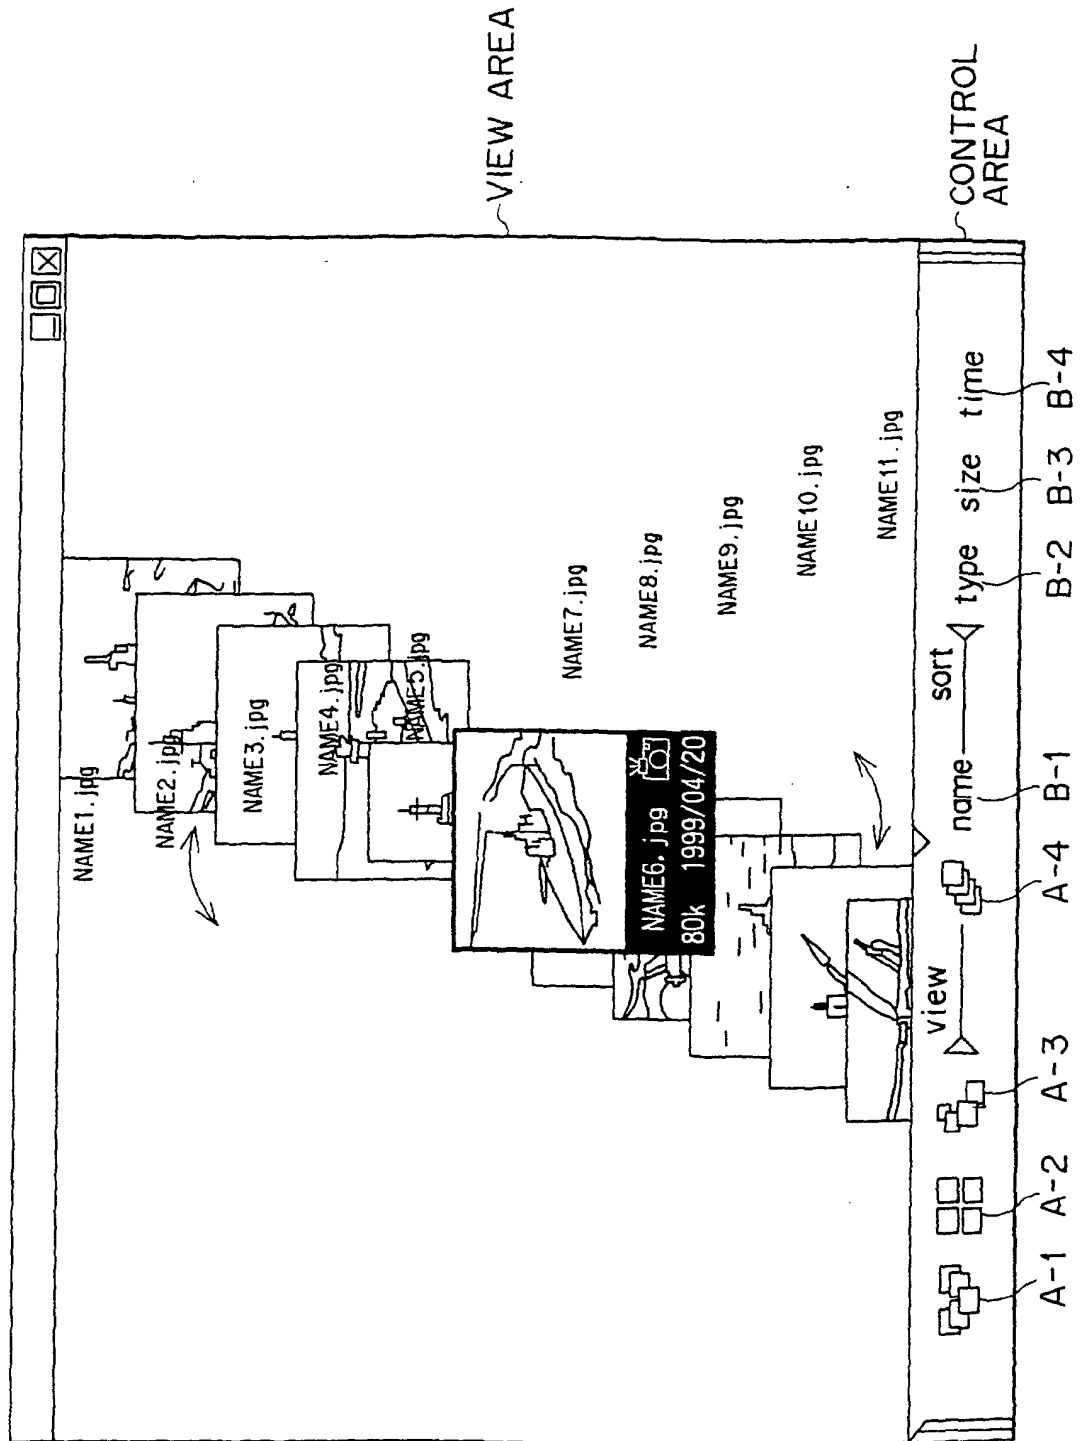 NAME1.jpg
NAME2.jpg
NAME3.jpg
NAME4.jpg
NAME5.jpg
NAME6.jpg
80k 1999/04/20
NAME7.jpg
NAME8.jpg
NAME9.jpg
NAME10.jpg
NAME11.jpg
VIEW AREA
view
sort
name
type
size
time
CONTROL
AREA
A-1
A-2
A-3
A-4
B-1
B-2
B-3
B-4